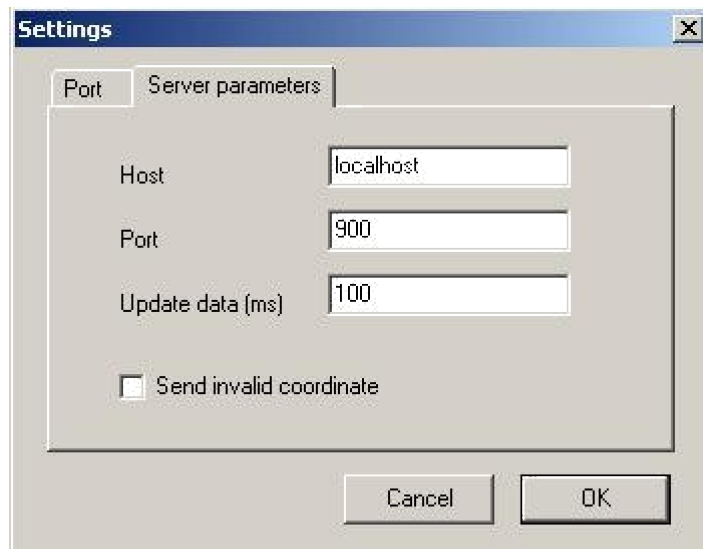 Settings
Port Server parameters
Host localhost
Port 900
Update data (ms) 100
Send invalid coordinate
Cancel OK